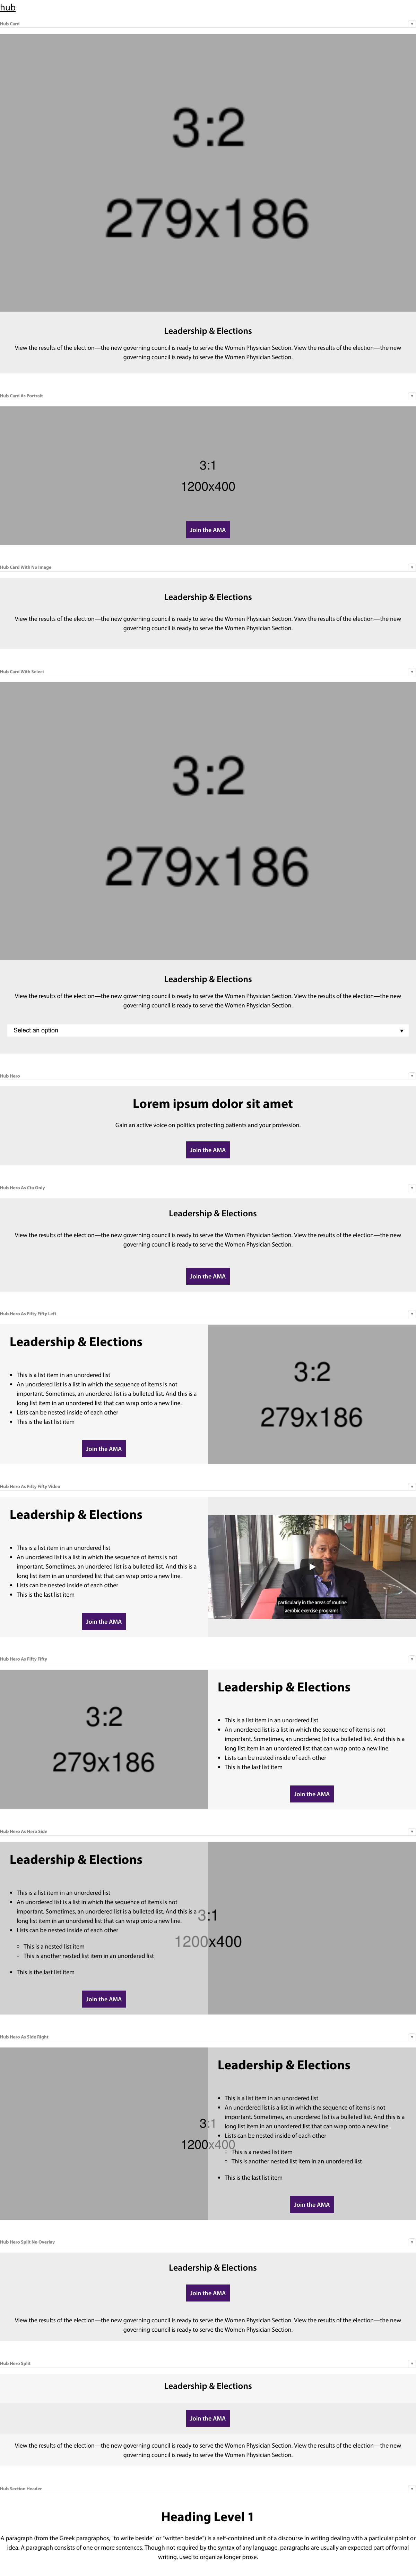 hub
Hub Card
3:2
279x186
Leadership & Elections
View the results of the election—the new governing council is ready to serve the Women Physician Section. View the results of the election—the new
governing council is ready to serve the Women Physician Section.
Hub Card As Portrait
3:1
1200x400
Join the AMA
Hub Card With No Image
Leadership & Elections
View the results of the election—the new governing council is ready to serve the Women Physician Section. View the results of the election—the new
governing council is ready to serve the Women Physician Section.
Hub Card With Select
3:2
279x186
Leadership & Elections
View the results of the election—the new governing council is ready to serve the Women Physician Section. View the results of the election—the new
governing council is ready to serve the Women Physician Section.
Select an option
Hub Hero
Lorem ipsum dolor sit amet
Gain an active voice on politics protecting patients and your profession.
Join the AMA
Hub Hero As Cta Only
Leadership & Elections
View the results of the election—the new governing council is ready to serve the Women Physician Section. View the results of the election—the new
governing council is ready to serve the Women Physician Section.
Join the AMA
Hub Hero As Fifty Fifty Left
Leadership & Elections
This is a list item in an unordered list
An unordered list is a list in which the sequence of items is not
important. Sometimes, an unordered list is a bulleted list. And this is a
long list item in an unordered list that can wrap onto a new line.
Lists can be nested inside of each other
This is the last list item
Join the AMA
3:2
279x186
Hub Hero As Fifty Fifty Video
Leadership & Elections
This is a list item in an unordered list
An unordered list is a list in which the sequence of items is not
important. Sometimes, an unordered list is a bulleted list. And this is a
long list item in an unordered list that can wrap onto a new line.
Lists can be nested inside of each other
This is the last list item
Join the AMA
particularly in the areas of routine
aerobic exercise programs.
Hub Hero As Fifty Fifty
3:2
279x186
Leadership & Elections
This is a list item in an unordered list
An unordered list is a list in which the sequence of items is not
important. Sometimes, an unordered list is a bulleted list. And this is a
long list item in an unordered list that can wrap onto a new line.
Lists can be nested inside of each other
This is the last list item
Join the AMA
Hub Hero As Hero Side
Leadership & Elections
This is a list item in an unordered list
An unordered list is a list in which the sequence of items is not
important. Sometimes, an unordered list is a bulleted list. And this is a
long list item in an unordered list that can wrap onto a new line.
Lists can be nested inside of each other
This is a nested list item
This is another nested list item in an unordered list
This is the last list item
Join the AMA
3:1
1200x400
Hub Hero As Side Right
3:1
1200x400
Leadership & Elections
This is a list item in an unordered list
An unordered list is a list in which the sequence of items is not
important. Sometimes, an unordered list is a bulleted list. And this is a
long list item in an unordered list that can wrap onto a new line.
Lists can be nested inside of each other
This is a nested list item
This is another nested list item in an unordered list
This is the last list item
Join the AMA
Hub Hero Split No Overlay
Leadership & Elections
Join the AMA
View the results of the election—the new governing council is ready to serve the Women Physician Section. View the results of the election—the new
governing council is ready to serve the Women Physician Section.
Hub Hero Split
Leadership & Elections
Join the AMA
View the results of the election—the new governing council is ready to serve the Women Physician Section. View the results of the election—the new
governing council is ready to serve the Women Physician Section.
Hub Section Header
Heading Level 1
A paragraph (from the Greek paragraphos, "to write beside" or "written beside") is a self-contained unit of a discourse in writing dealing with a particular point or
idea. A paragraph consists of one or more sentences. Though not required by the syntax of any language, paragraphs are usually an expected part of formal
writing, used to organize longer prose.